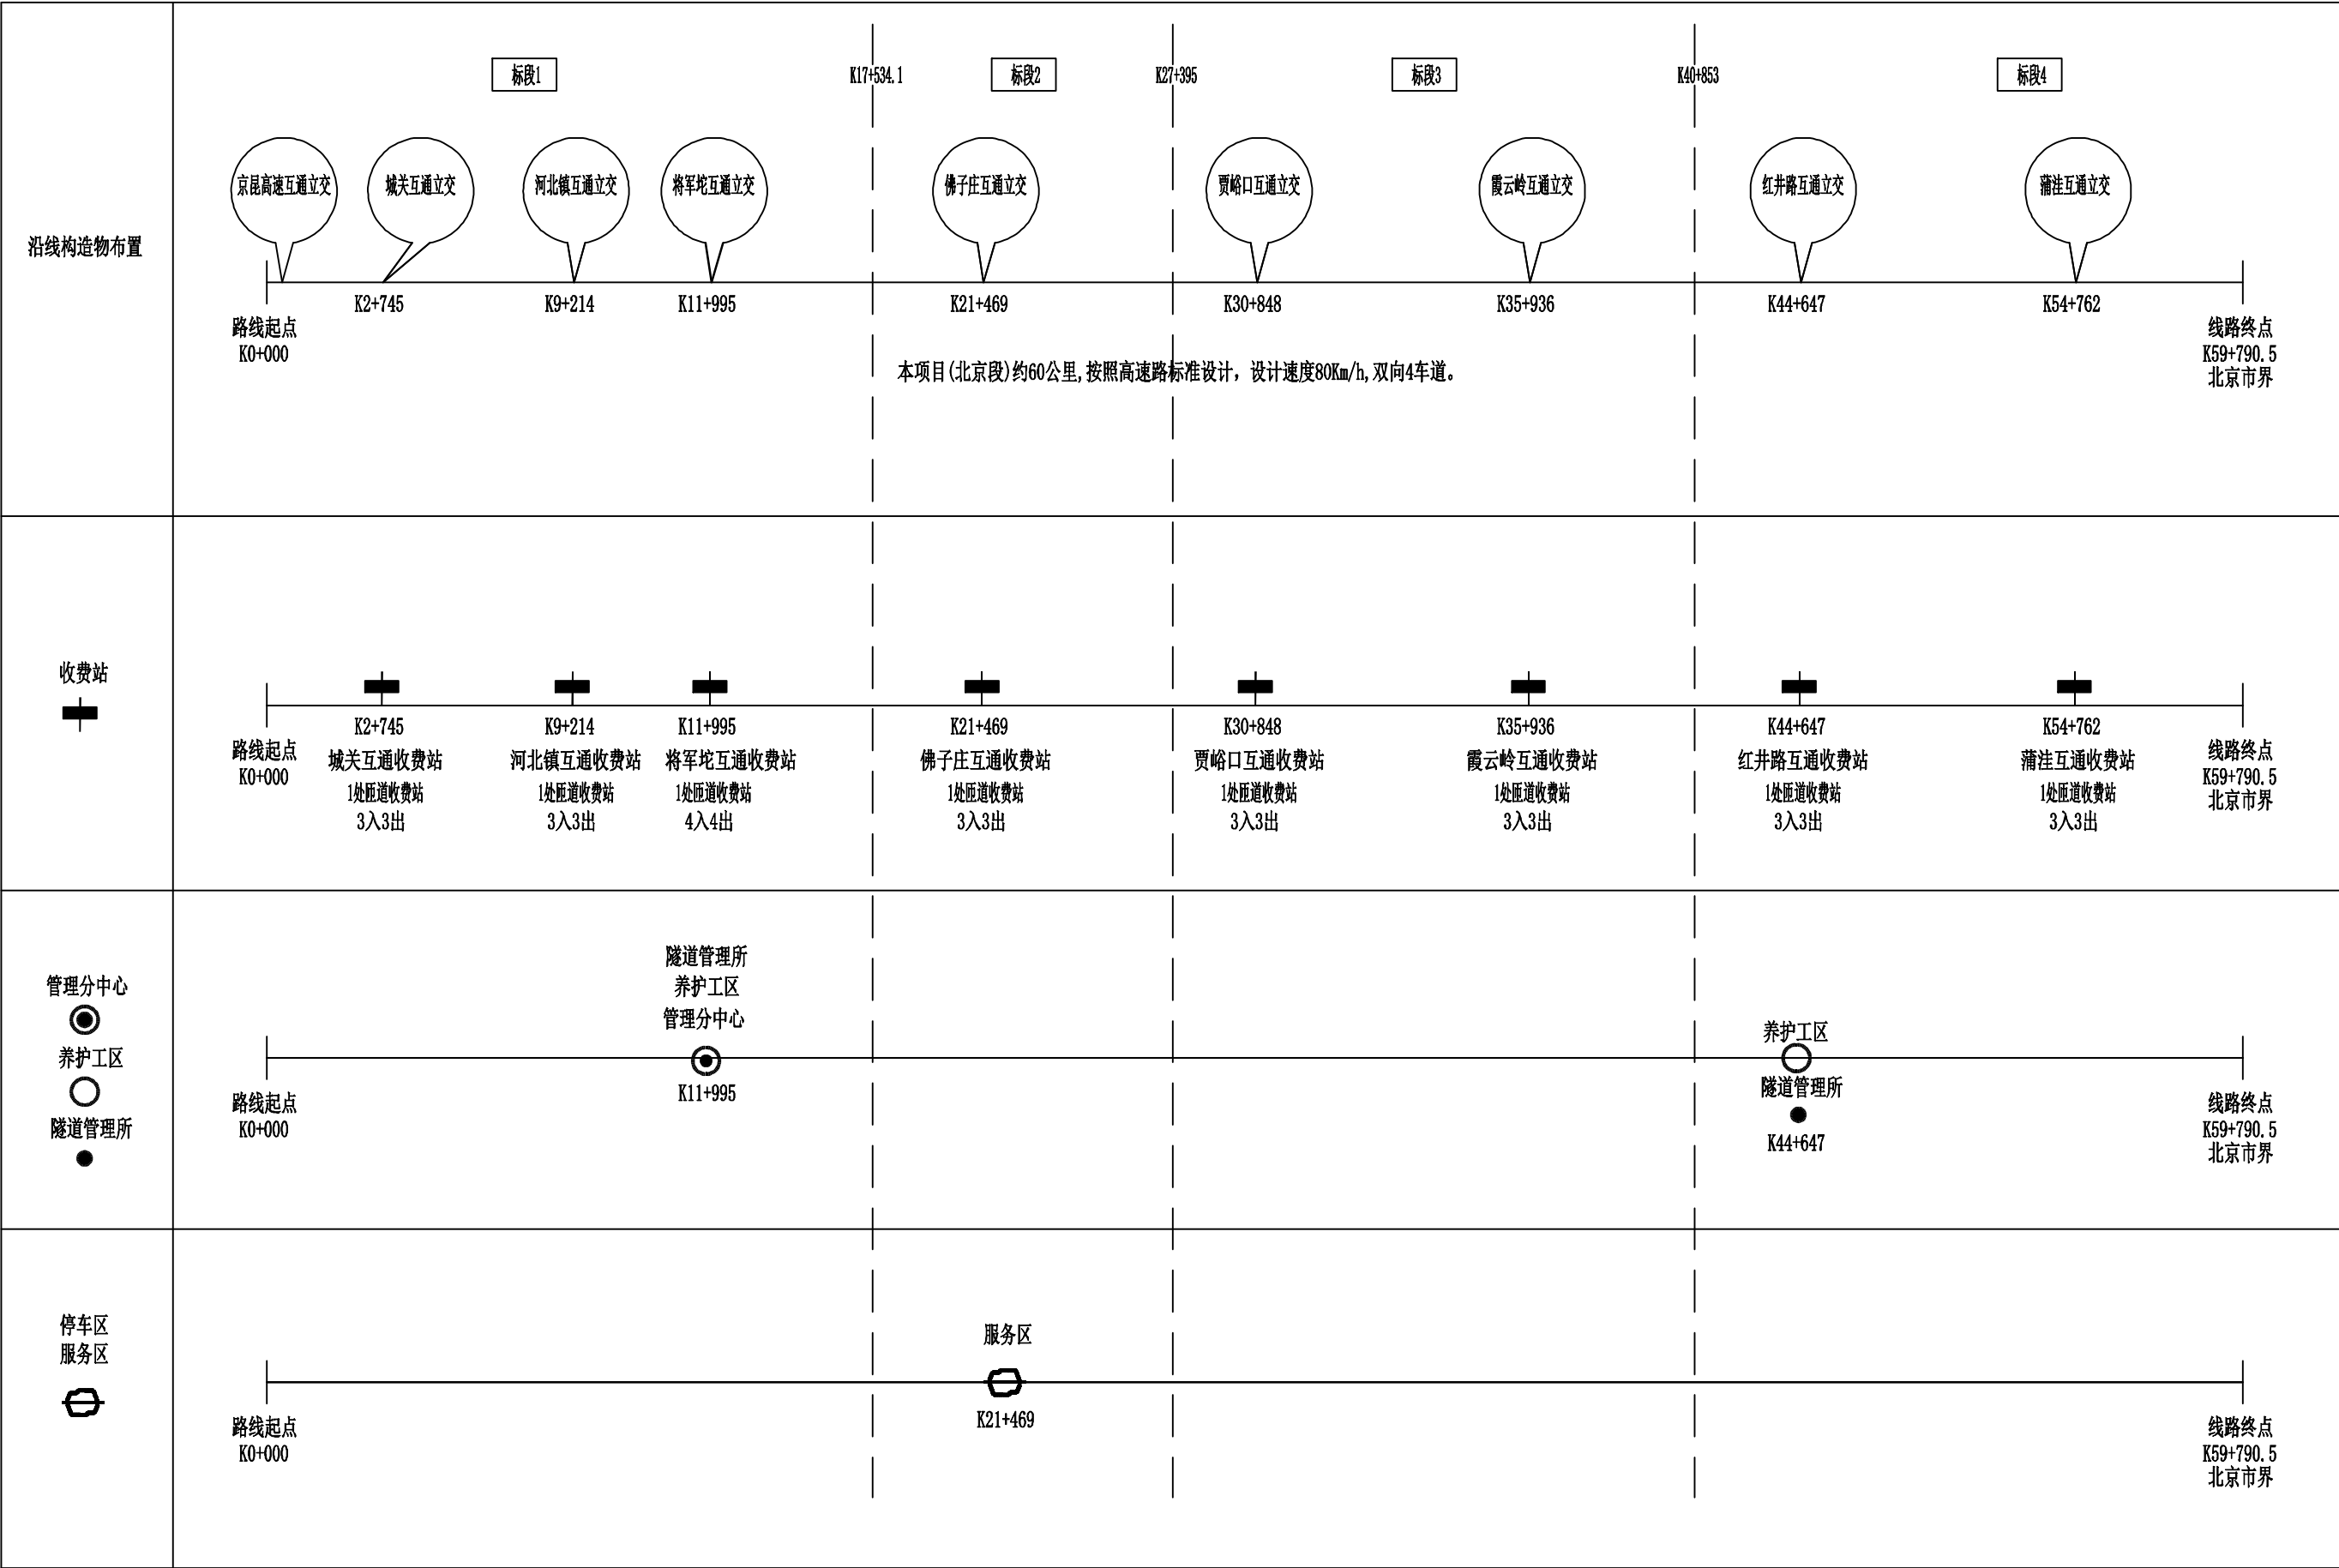 标段1
K17+534.1
标段2
K27+395
标段3
K40+853
标段4
京昆高速互通立交
城关互通立交
河北镇互通立交
将军坨互通立交
佛子庄互通立交
贾峪口互通立交
霞云岭互通立交
红井路互通立交
蒲洼互通立交
沿线构造物布置
K2+745
K9+214
K11+995
K21+469
K30+848
K35+936
K44+647
K54+762
路线起点
K0+000
线路终点
K59+790.5
北京市界
本项目(北京段)约60公里,按照高速路标准设计，设计速度80Km/h,双向4车道。
收费站
路线起点
K0+000
K2+745
城关互通收费站
1处匝道收费站
3入3出
K9+214
河北镇互通收费站
1处匝道收费站
3入3出
K11+995
将军坨互通收费站
1处匝道收费站
4入4出
K21+469
佛子庄互通收费站
1处匝道收费站
3入3出
K30+848
贾峪口互通收费站
1处匝道收费站
3入3出
K35+936
霞云岭互通收费站
1处匝道收费站
3入3出
K44+647
红井路互通收费站
1处匝道收费站
3入3出
K54+762
蒲洼互通收费站
1处匝道收费站
3入3出
线路终点
K59+790.5
北京市界
管理分中心
养护工区
隧道管理所
路线起点
K0+000
隧道管理所
养护工区
管理分中心
K11+995
养护工区
隧道管理所
K44+647
线路终点
K59+790.5
北京市界
停车区
服务区
路线起点
K0+000
服务区
K21+469
线路终点
K59+790.5
北京市界